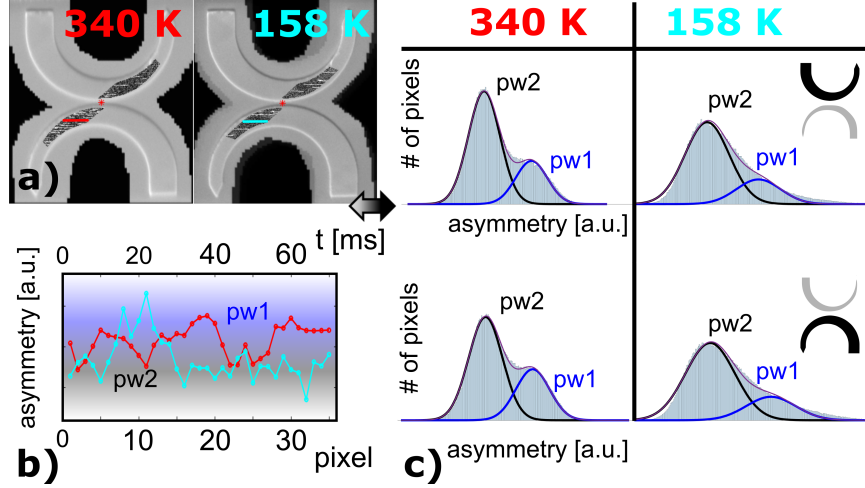 340 K
158 K
a)
t [ms]
0 20 40 60
asymmetry [a.u.]
pw1
pw2
0 10 20 30
pixel
b)
340 K
158 K
# of pixels
pw2
pw1
asymmetry [a.u.]
pw2
pw1
# of pixels
pw2
pw1
asymmetry [a.u.]
pw2
pw1
c)